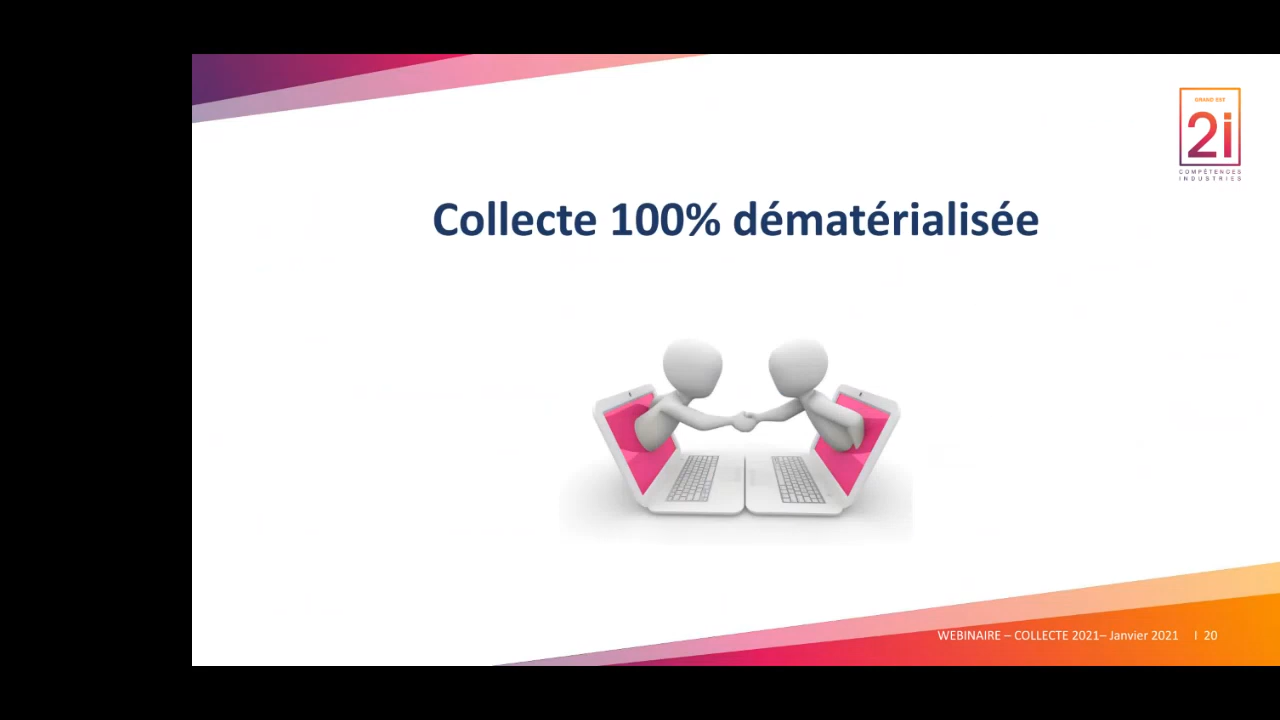 GRAND EST
2i
COMPÉTENCES
INDUSTRIES
Collecte 100% dématérialisée
WEBINAIRE – COLLECTE 2021– Janvier 2021 I 20